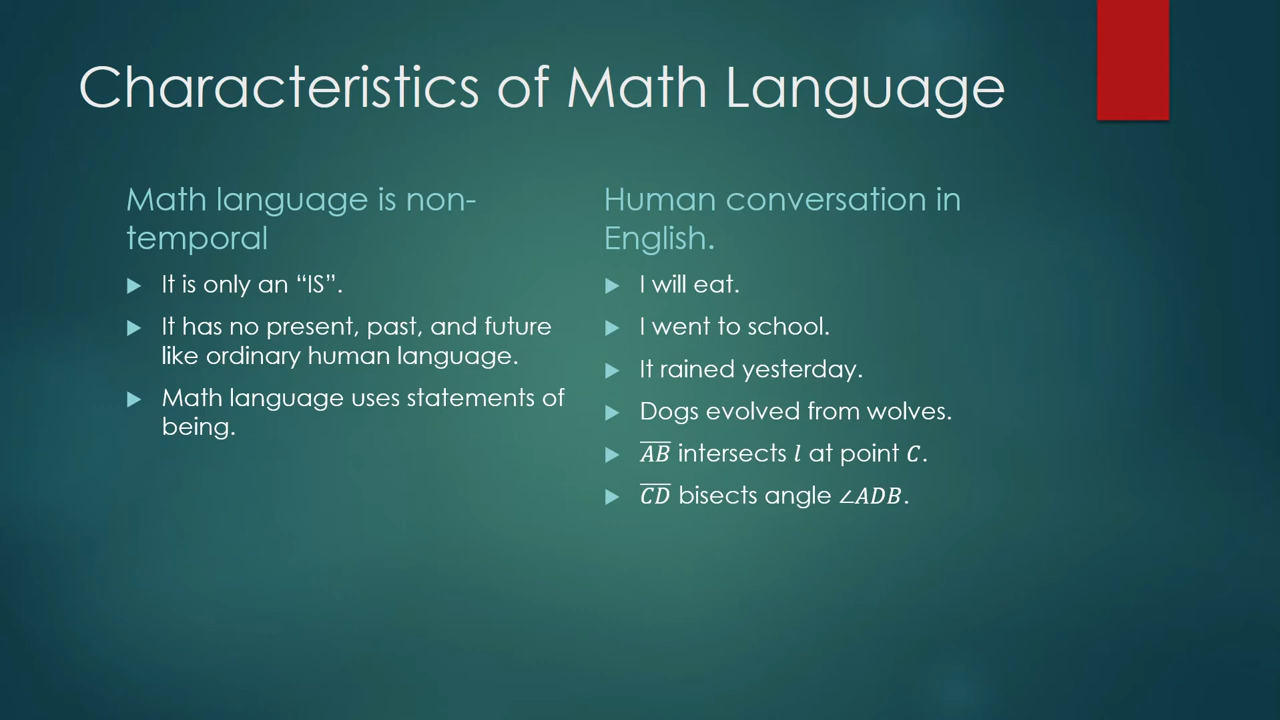 Characteristics of Math Language
Math language is non-
temporal
It is only an “IS”.
It has no present, past, and future
like ordinary human language.
Math language uses statements of
being.
Human conversation in
English.
I will eat.
I went to school.
It rained yesterday.
Dogs evolved from wolves.
A̅B̅ intersects l at point C.
C̅D̅ bisects angle ∠ADB.